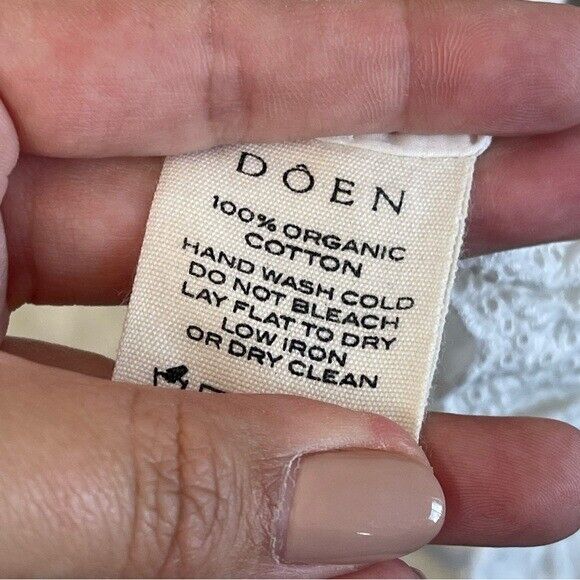 DÔEN
100% ORGANIC
COTTON
HAND WASH COLD
DO NOT BLEACH
LAY FLAT TO DRY
LOW IRON
OR DRY CLEAN